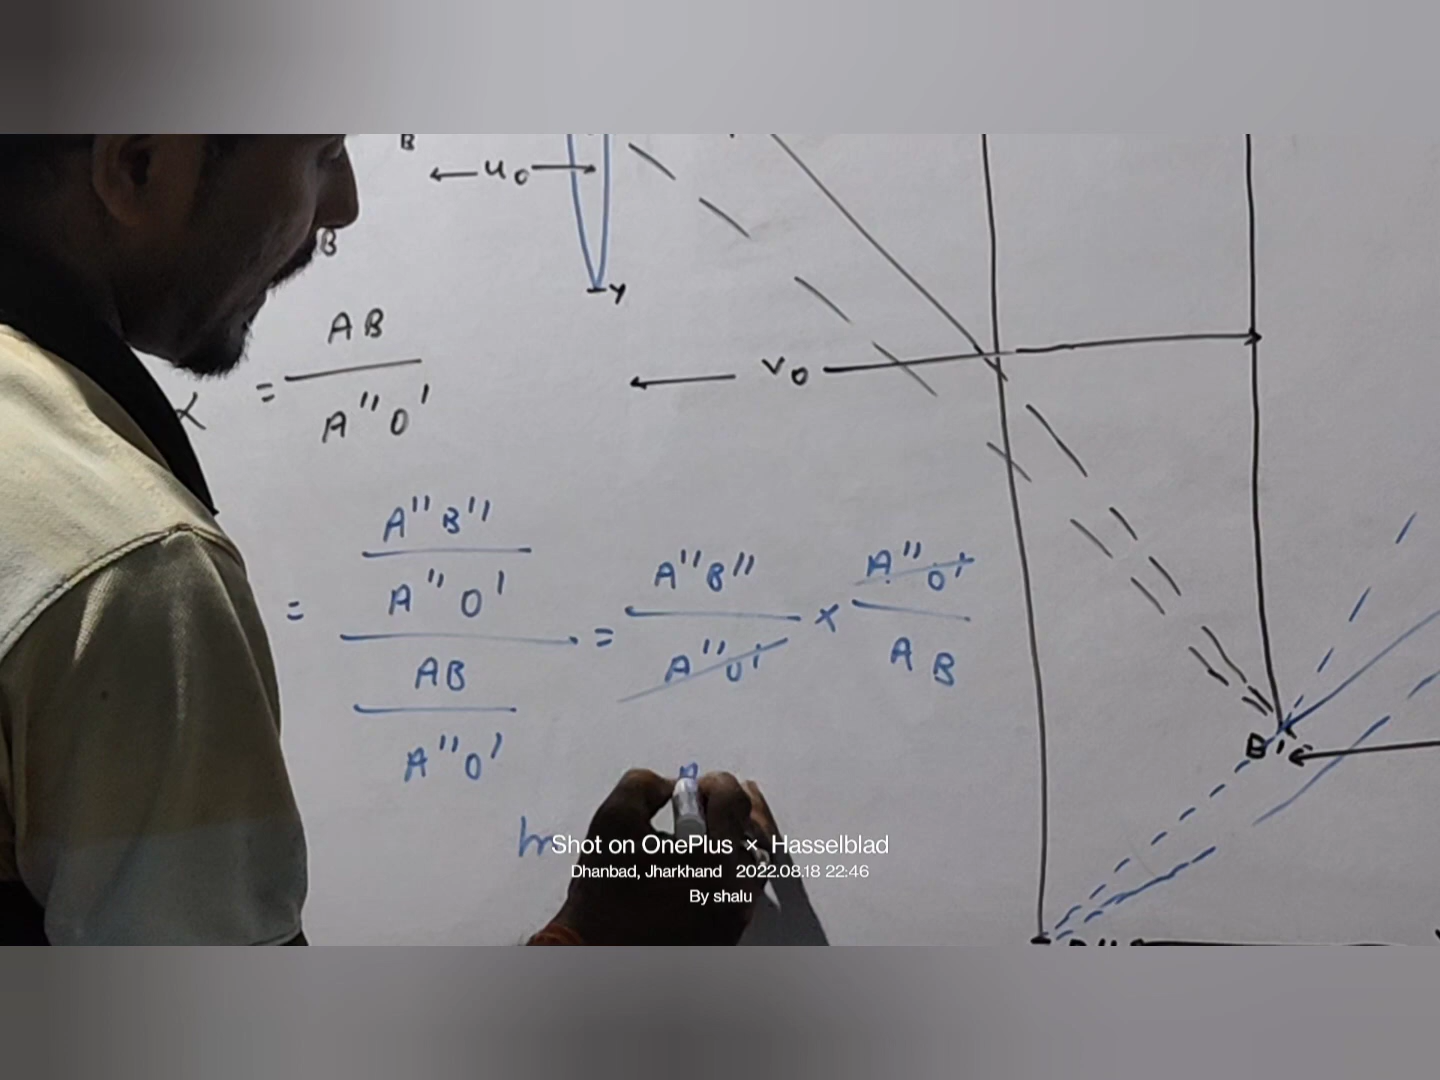 B
← u₀ →
B
Y
α = AB / A''O'
← v₀ →
= (A''B'' / A''O') / (AB / A''O') = A''B'' / A''O' × A''O' / AB
B'
m
Shot on OnePlus × Hasselblad
Dhanbad, Jharkhand 2022.08.18 22:46
By shalu